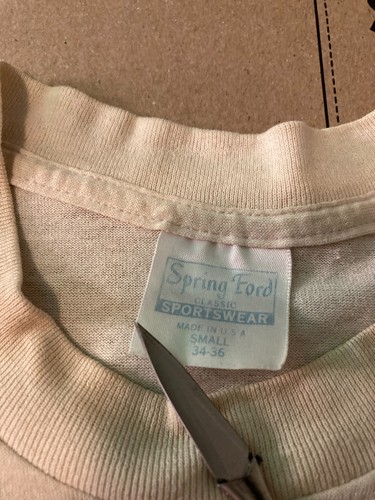 Spring Ford
CLASSIC
SPORTSWEAR
MADE IN U.S.A
SMALL
34-36